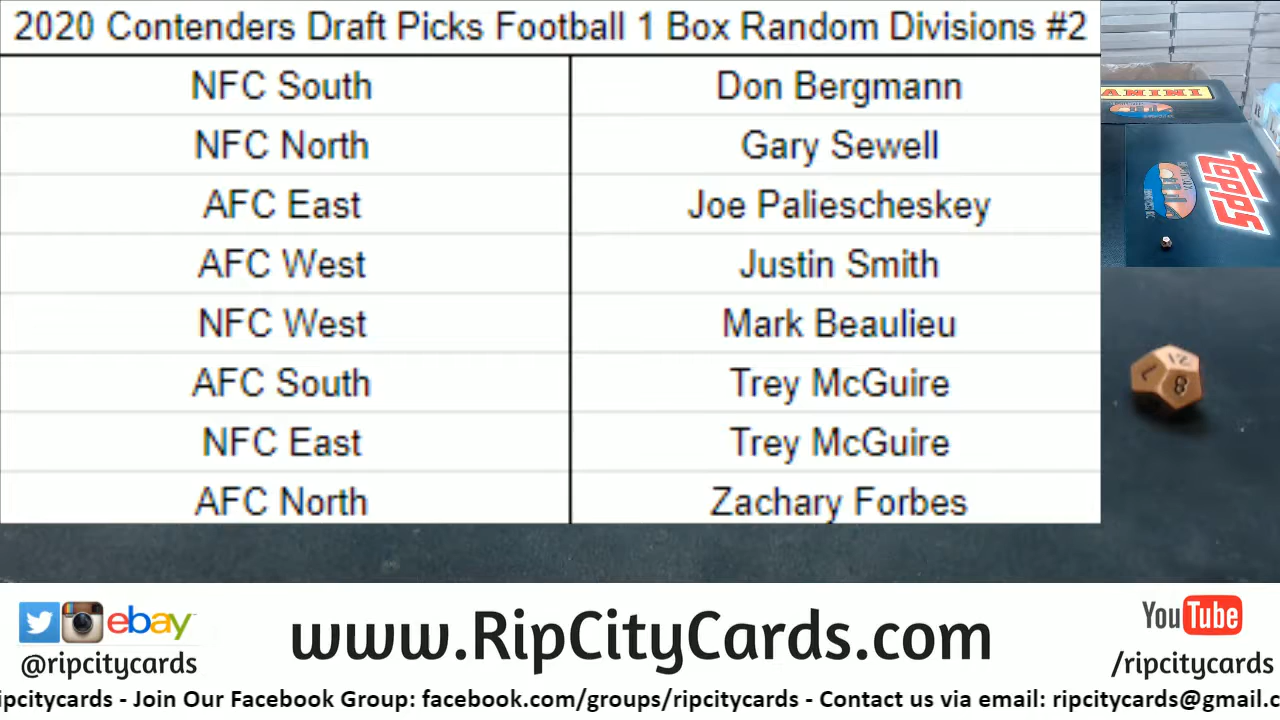 2020 Contenders Draft Picks Football 1 Box Random Divisions #2
NFC South Don Bergmann
NFC North Gary Sewell
AFC East Joe Paliescheskey
AFC West Justin Smith
NFC West Mark Beaulieu
AFC South Trey McGuire
NFC East Trey McGuire
AFC North Zachary Forbes
PANINI
topps
12
8
ebay
@ripcitycards
www.RipCityCards.com
YouTube
/ripcitycards
ipcitycards - Join Our Facebook Group: facebook.com/groups/ripcitycards - Contact us via email: ripcitycards@gmail.c